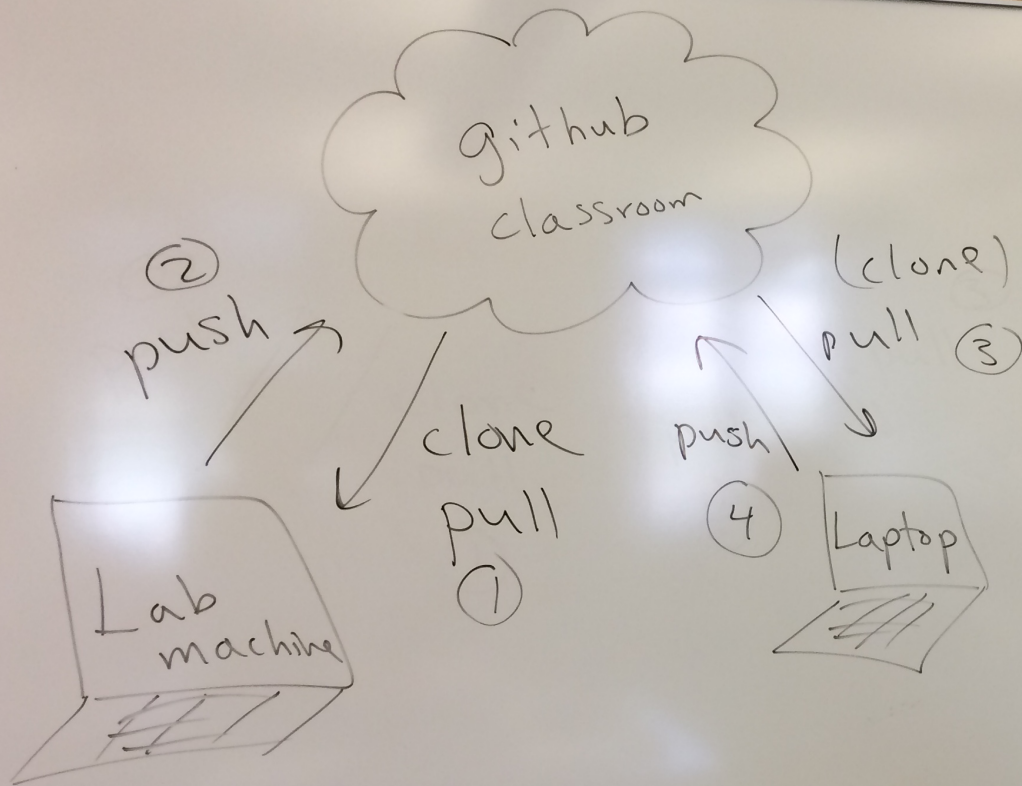 github
classroom
②
push
clone
pull
①
(clone)
pull ③
push
④
Lab
machine
Laptop